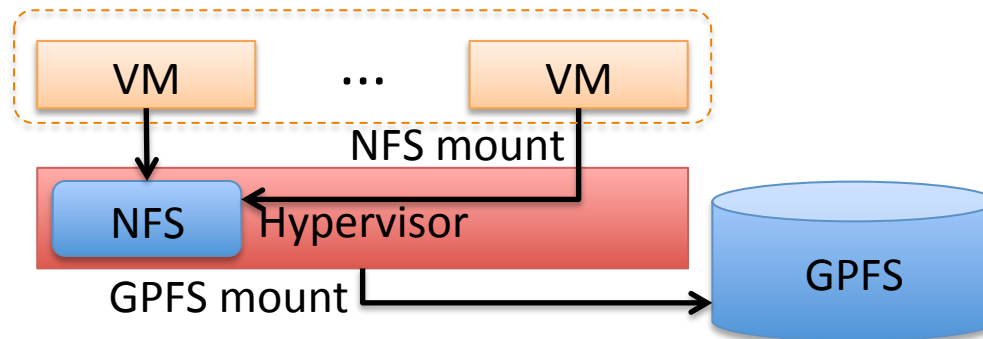 VM
...
VM
NFS mount
NFS
Hypervisor
GPFS mount
GPFS